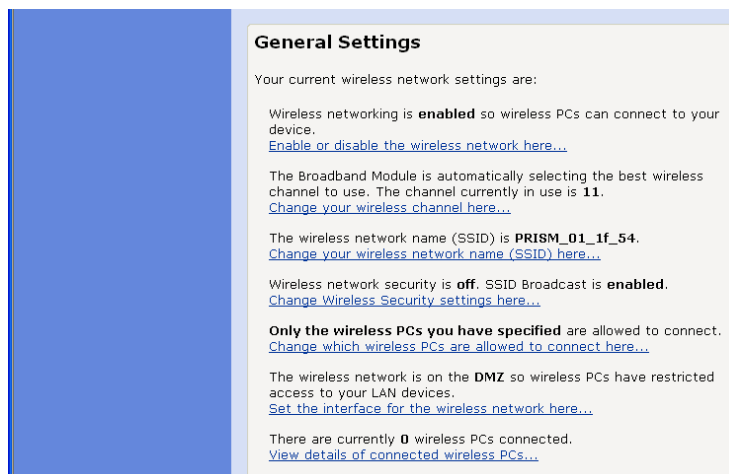 General Settings
Your current wireless network settings are:
Wireless networking is enabled so wireless PCs can connect to your
device.
Enable or disable the wireless network here...
The Broadband Module is automatically selecting the best wireless
channel to use. The channel currently in use is 11.
Change your wireless channel here...
The wireless network name (SSID) is PRISM_01_1f_54.
Change your wireless network name (SSID) here...
Wireless network security is off. SSID Broadcast is enabled.
Change Wireless Security settings here...
Only the wireless PCs you have specified are allowed to connect.
Change which wireless PCs are allowed to connect here...
The wireless network is on the DMZ so wireless PCs have restricted
access to your LAN devices.
Set the interface for the wireless network here...
There are currently 0 wireless PCs connected.
View details of connected wireless PCs...